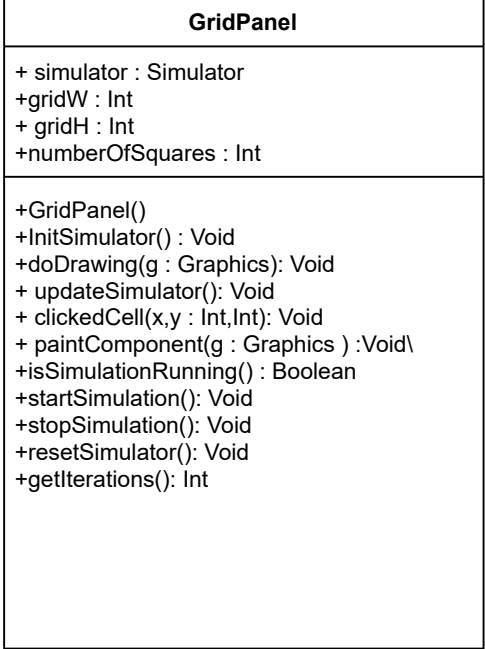 GridPanel
+ simulator : Simulator
+gridW : Int
+ gridH : Int
+numberOfSquares : Int
+GridPanel()
+InitSimulator() : Void
+doDrawing(g : Graphics): Void
+ updateSimulator(): Void
+ clickedCell(x,y : Int,Int): Void
+ paintComponent(g : Graphics ) :Void\
+isSimulationRunning() : Boolean
+startSimulation(): Void
+stopSimulation(): Void
+resetSimulator(): Void
+getIterations(): Int